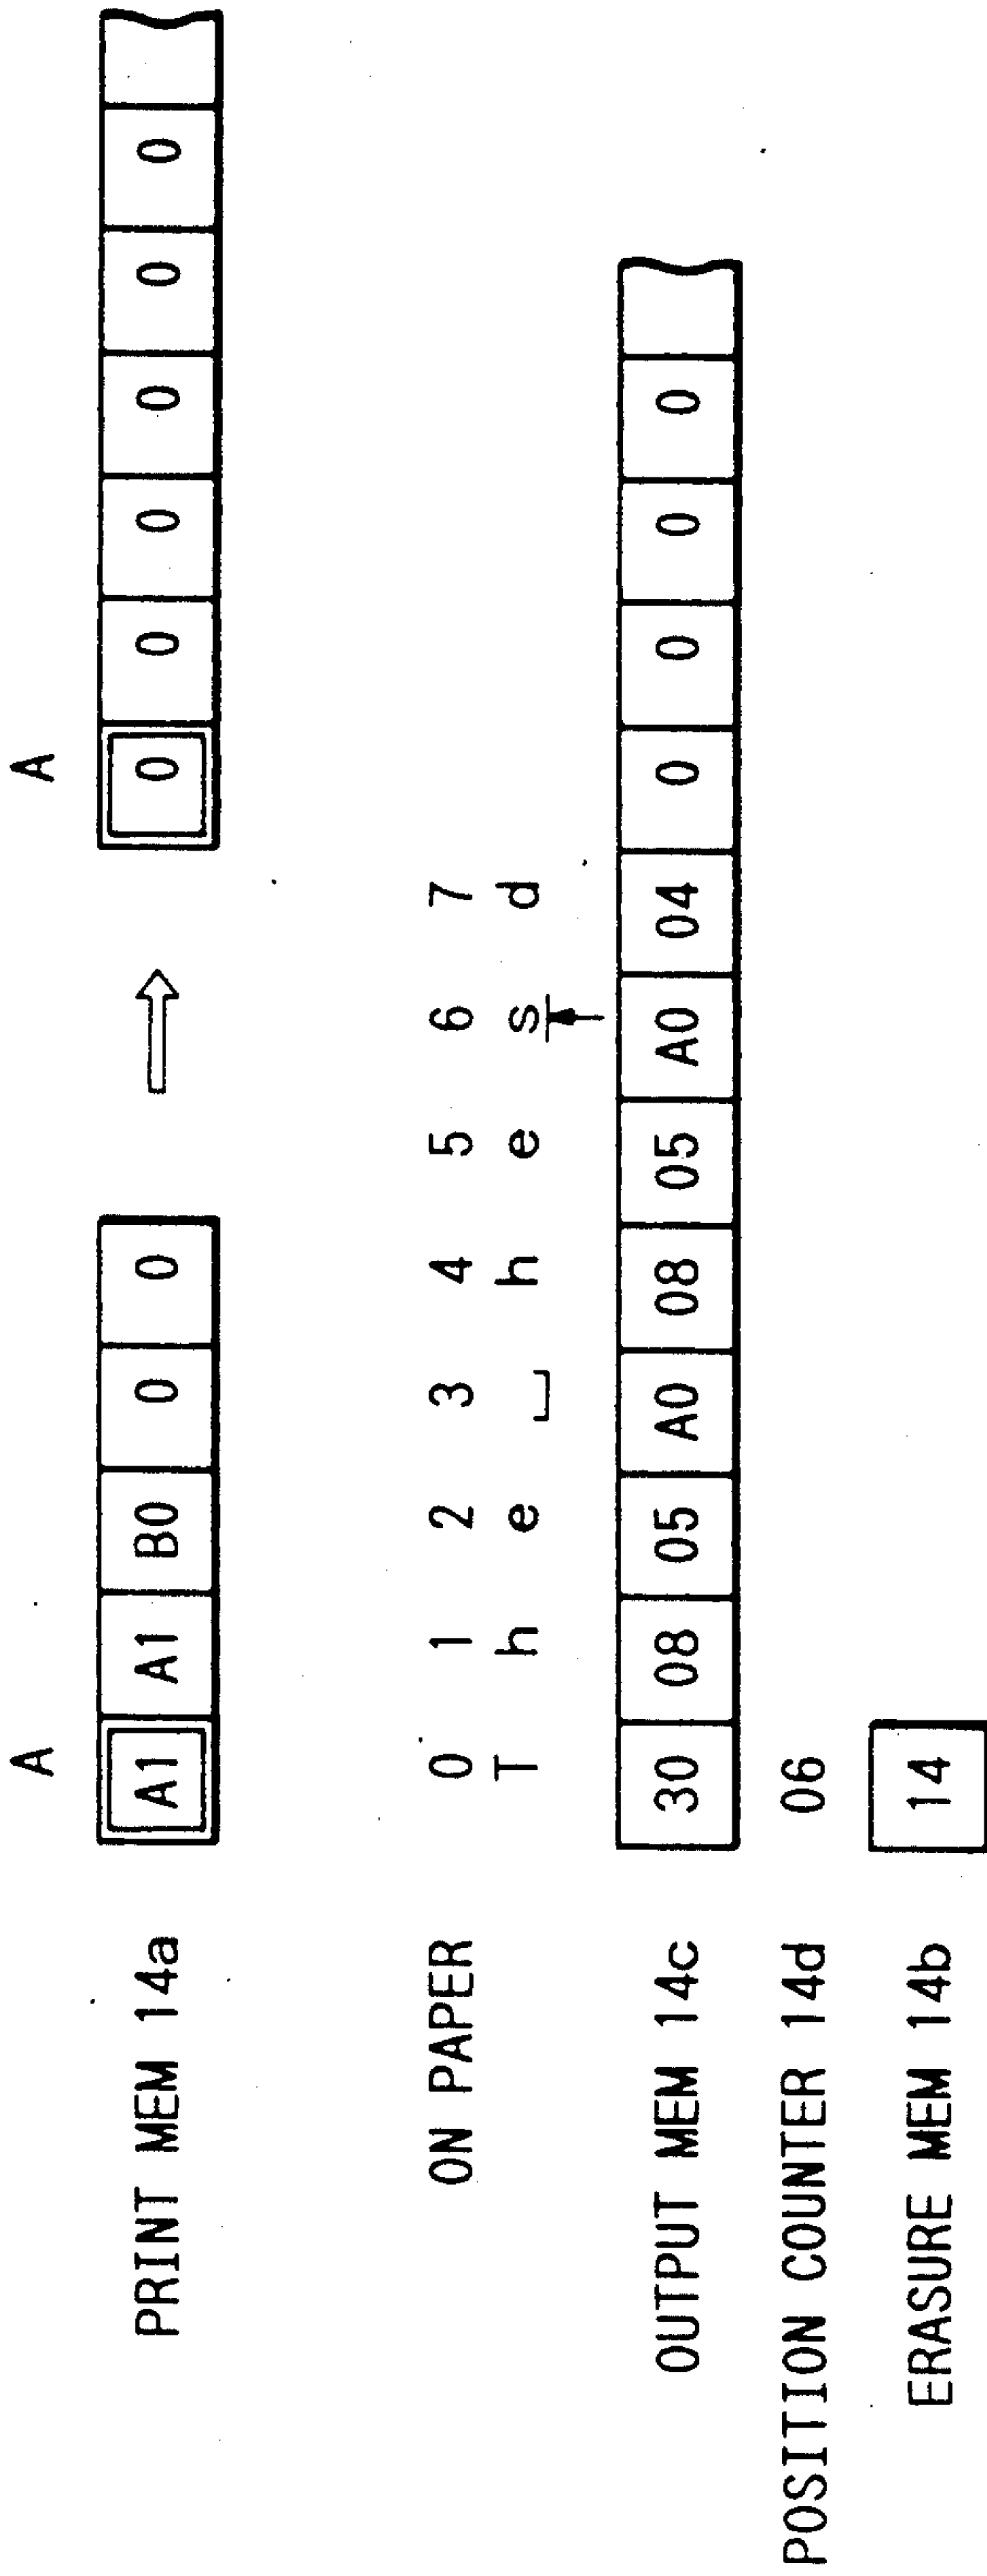 A A
PRINT MEM 14a A1 A1 B0 0 0 ⇨ 0 0 0 0 0 0
ON PAPER 0 1 2 3 4 5 6 7
T h e ␣ h e s d
OUTPUT MEM 14c 30 08 05 A0 08 05 A0 04 0 0 0 0
POSITION COUNTER 14d 06
ERASURE MEM 14b 14